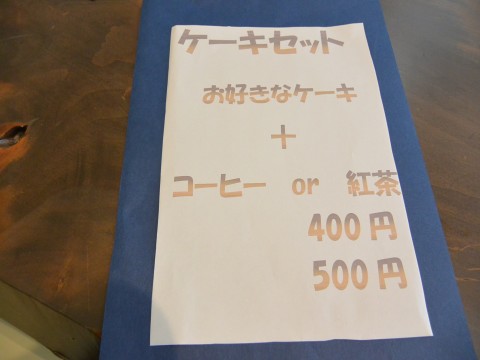 ケーキセット
お好きなケーキ
＋
コーヒー or 紅茶
400円
500円